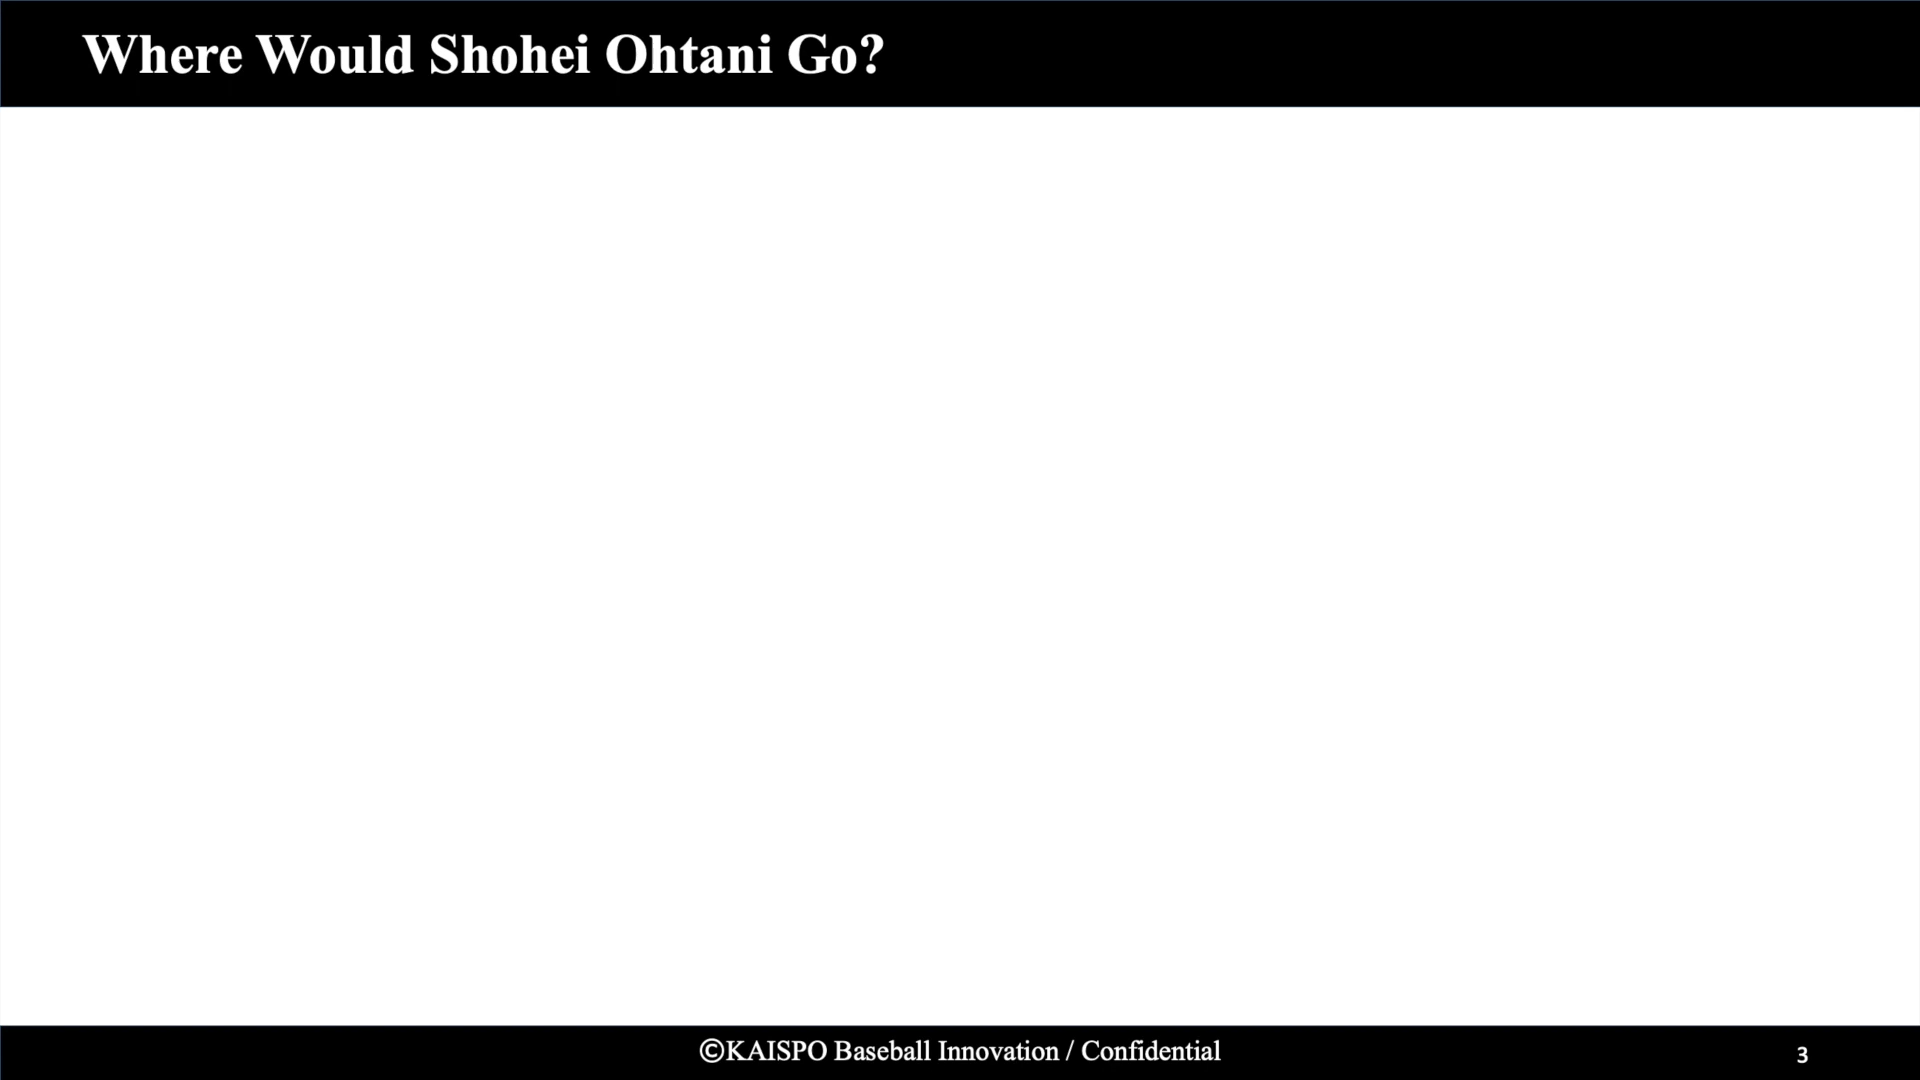 Where Would Shohei Ohtani Go?
©KAISPO Baseball Innovation / Confidential
3